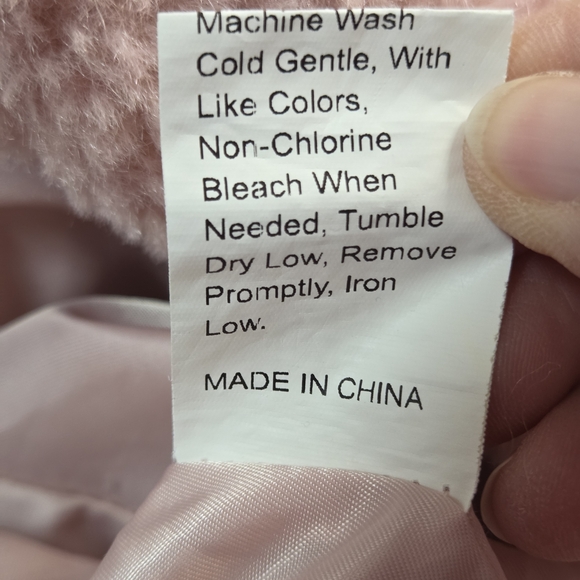 Machine Wash
Cold Gentle, With
Like Colors,
Non-Chlorine
Bleach When
Needed, Tumble
Dry Low, Remove
Promptly, Iron
Low.
MADE IN CHINA